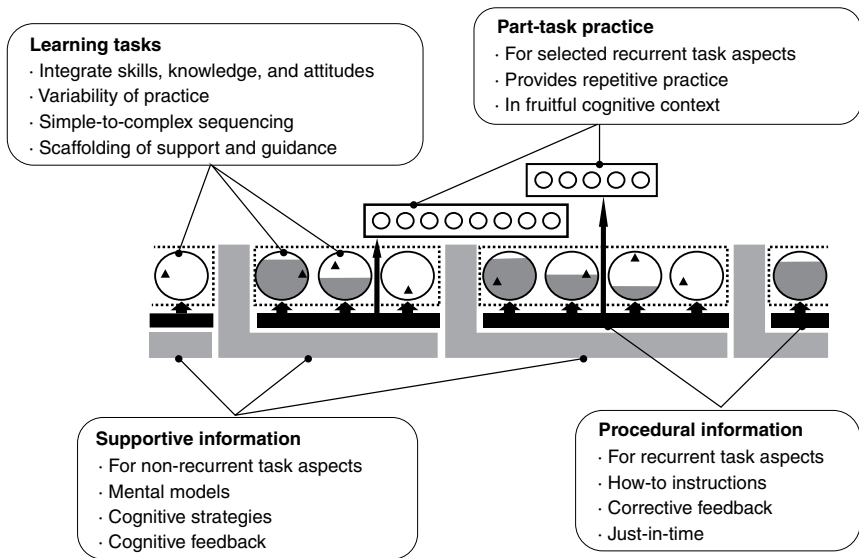 Learning tasks
· Integrate skills, knowledge, and attitudes
· Variability of practice
· Simple-to-complex sequencing
· Scaffolding of support and guidance
Part-task practice
· For selected recurrent task aspects
· Provides repetitive practice
· In fruitful cognitive context
Supportive information
· For non-recurrent task aspects
· Mental models
· Cognitive strategies
· Cognitive feedback
Procedural information
· For recurrent task aspects
· How-to instructions
· Corrective feedback
· Just-in-time